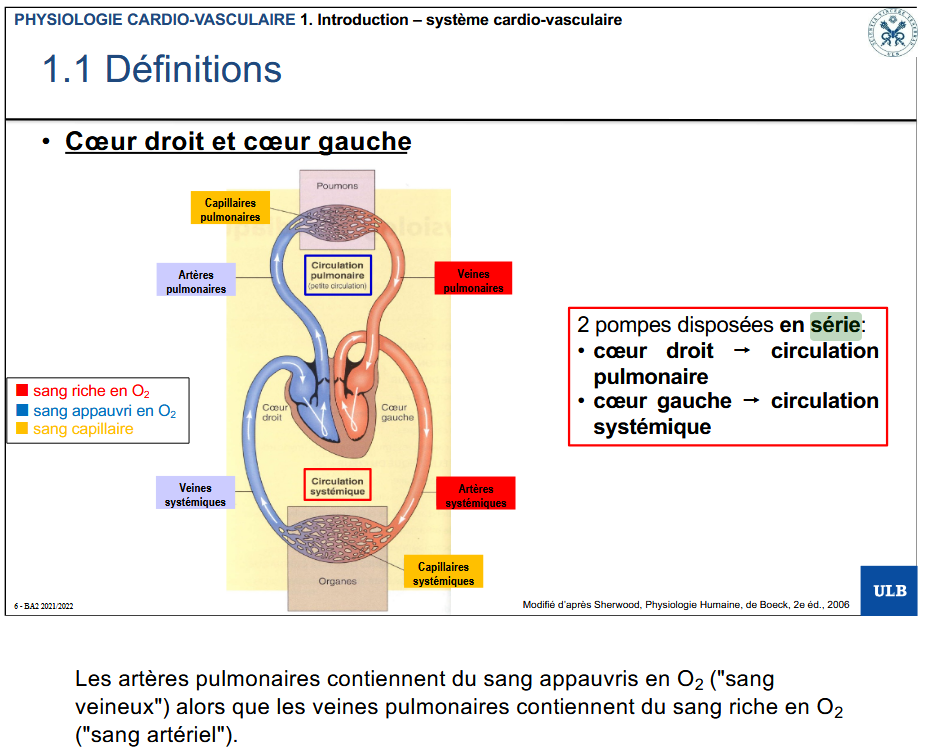 PHYSIOLOGIE CARDIO-VASCULAIRE 1. Introduction – système cardio-vasculaire
1.1 Définitions
• Cœur droit et cœur gauche
Poumons
Capillaires
pulmonaires
Circulation
pulmonaire
(petite circulation)
Artères
pulmonaires
Veines
pulmonaires
2 pompes disposées en série:
• cœur droit → circulation
pulmonaire
• cœur gauche → circulation
systémique
sang riche en O2
sang appauvri en O2
sang capillaire
Cœur
droit
Cœur
gauche
Circulation
systémique
Veines
systémiques
Artères
systémiques
Capillaires
systémiques
Organes
6 - BA2 2021/2022
Modifié d'après Sherwood, Physiologie Humaine, de Boeck, 2e éd., 2006
ULB
Les artères pulmonaires contiennent du sang appauvris en O2 ("sang
veineux") alors que les veines pulmonaires contiennent du sang riche en O2
("sang artériel").